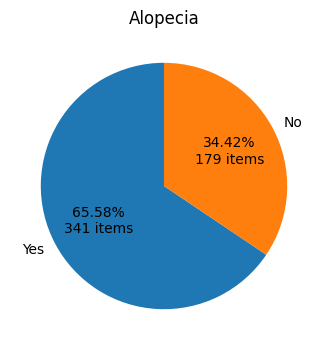 Alopecia
No
34.42%
179 items
65.58%
341 items
Yes